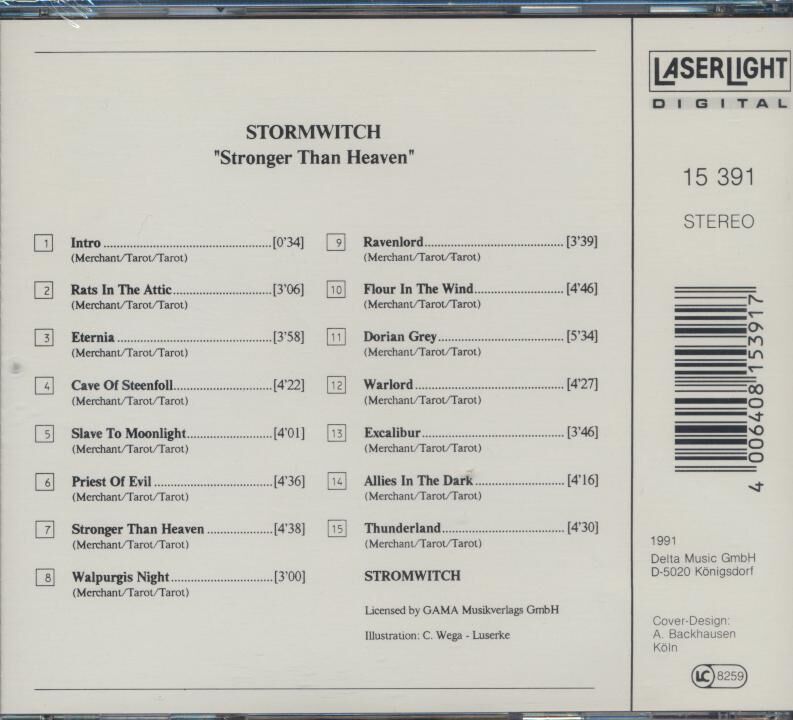 STORMWITCH
"Stronger Than Heaven"
1 Intro ........ [0'34]
(Merchant/Tarot/Tarot)
2 Rats In The Attic ........ [3'06]
(Merchant/Tarot/Tarot)
3 Eternia ........ [3'58]
(Merchant/Tarot/Tarot)
4 Cave Of Steenfoll ........ [4'22]
(Merchant/Tarot/Tarot)
5 Slave To Moonlight ........ [4'01]
(Merchant/Tarot/Tarot)
6 Priest Of Evil ........ [4'36]
(Merchant/Tarot/Tarot)
7 Stronger Than Heaven ........ [4'38]
(Merchant/Tarot/Tarot)
8 Walpurgis Night ........ [3'00]
(Merchant/Tarot/Tarot)
9 Ravenlord ........ [3'39]
(Merchant/Tarot/Tarot)
10 Flour In The Wind ........ [4'46]
(Merchant/Tarot/Tarot)
11 Dorian Grey ........ [5'34]
(Merchant/Tarot/Tarot)
12 Warlord ........ [4'27]
(Merchant/Tarot/Tarot)
13 Excalibur ........ [3'46]
(Merchant/Tarot/Tarot)
14 Allies In The Dark ........ [4'16]
(Merchant/Tarot/Tarot)
15 Thunderland ........ [4'30]
(Merchant/Tarot/Tarot)
STROMWITCH
Licensed by GAMA Musikverlags GmbH
Illustration: C. Wega - Luserke
LASERLIGHT
DIGITAL
15 391
STEREO
4 006408 153917
1991
Delta Music GmbH
D-5020 Königsdorf
Cover-Design:
A. Backhausen
Köln
LC 8259